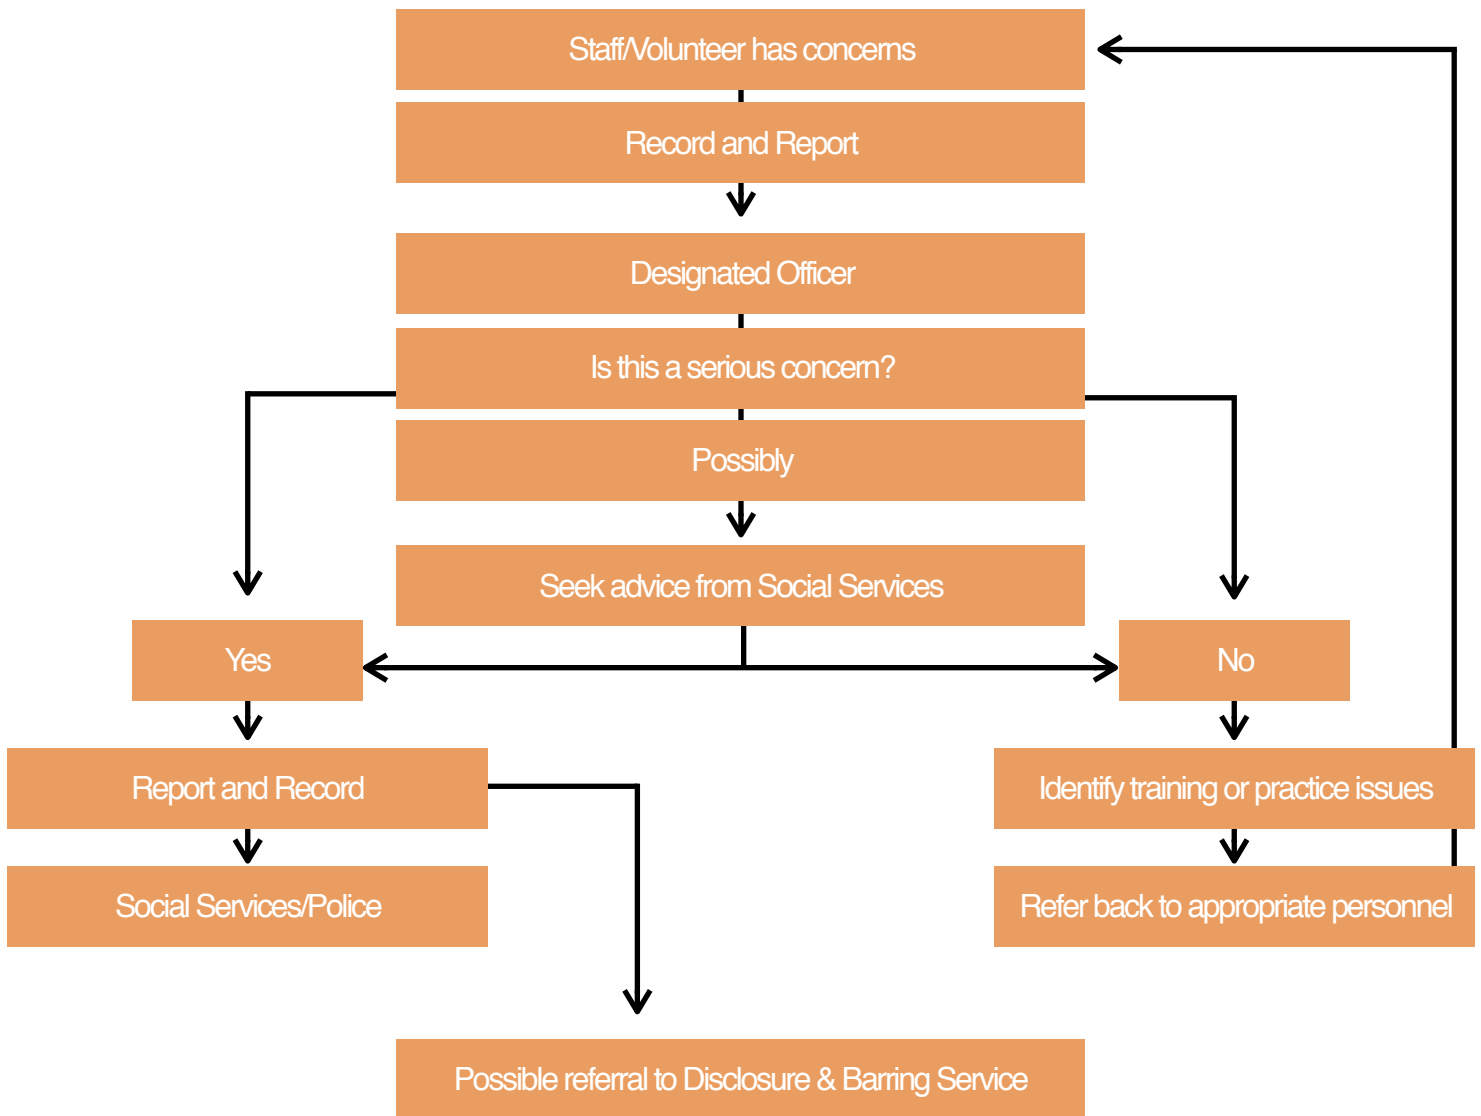 Staff/Volunteer has concerns
Record and Report
Designated Officer
Is this a serious concern?
Possibly
Seek advice from Social Services
Yes
No
Report and Record
Identify training or practice issues
Social Services/Police
Refer back to appropriate personnel
Possible referral to Disclosure & Barring Service